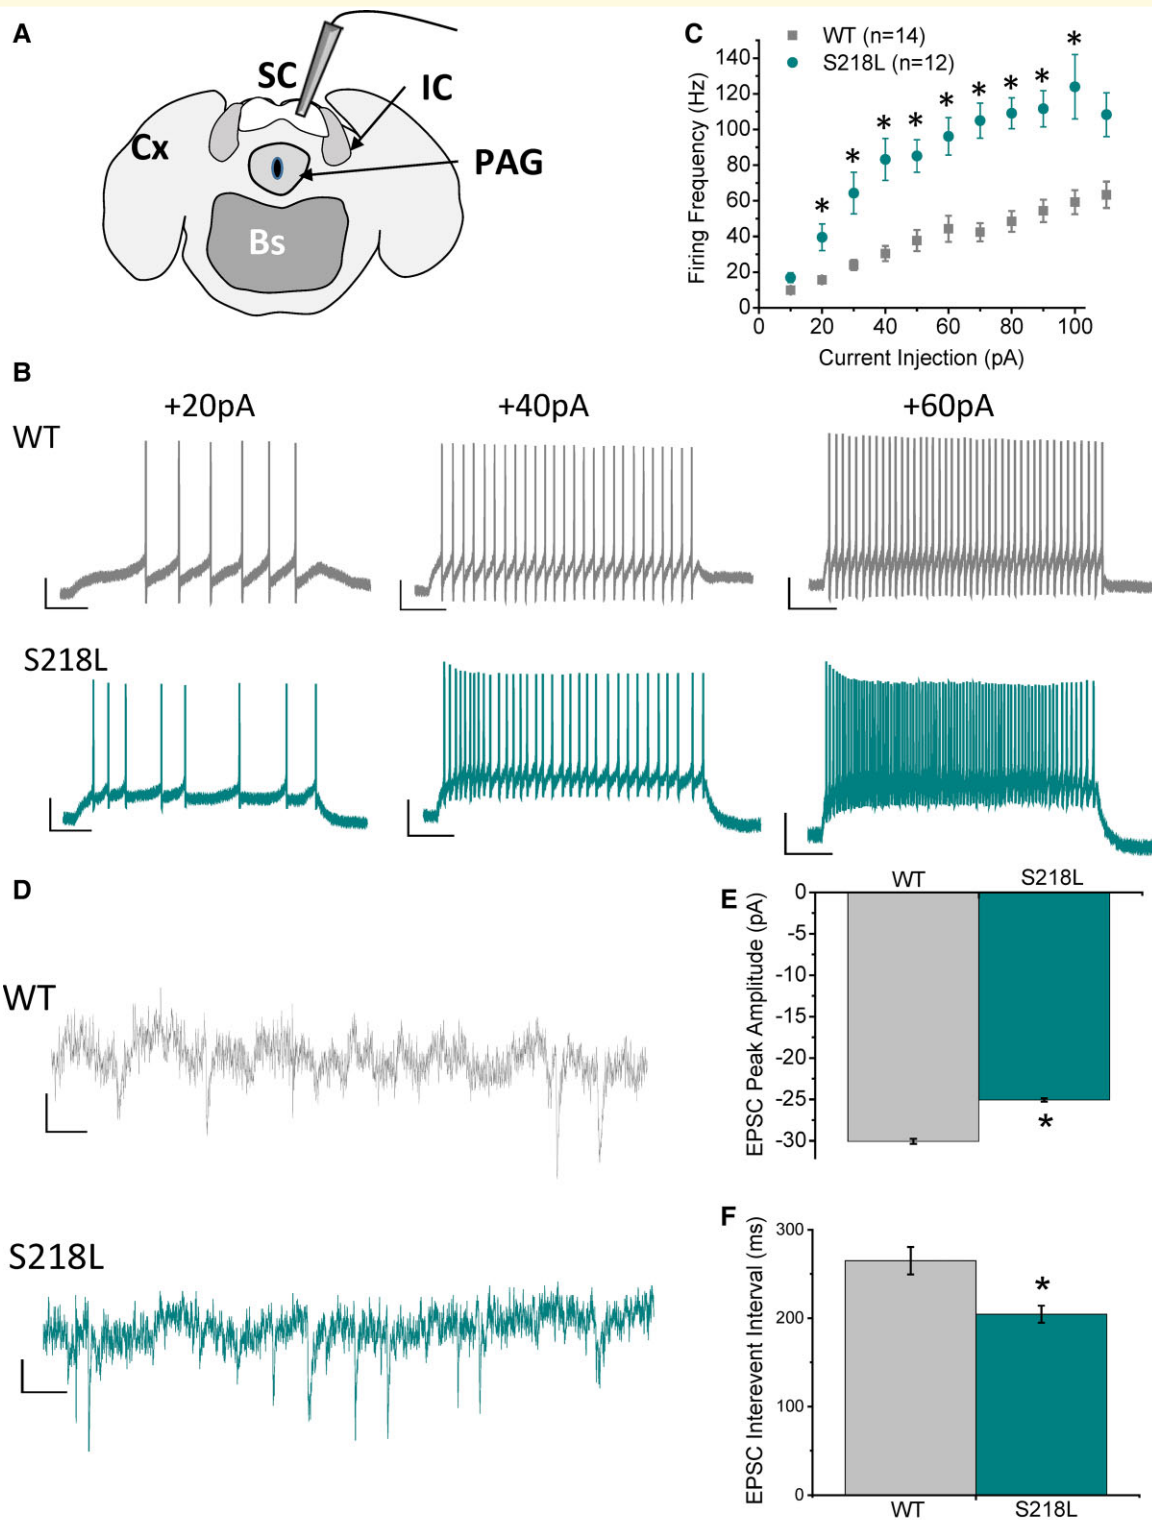 A
SC
IC
Cx
PAG
Bs
C
WT (n=14)
S218L (n=12)
* * * * * * * * *
Firing Frequency (Hz)
140
120
100
80
60
40
20
0
0 20 40 60 80 100
Current Injection (pA)
B
+20pA +40pA +60pA
WT
S218L
D
WT
S218L
E
WT S218L
EPSC Peak Amplitude (pA)
0
-5
-10
-15
-20
-25
-30
*
F
EPSC Interevent Interval (ms)
300
200
100
0
*
WT S218L